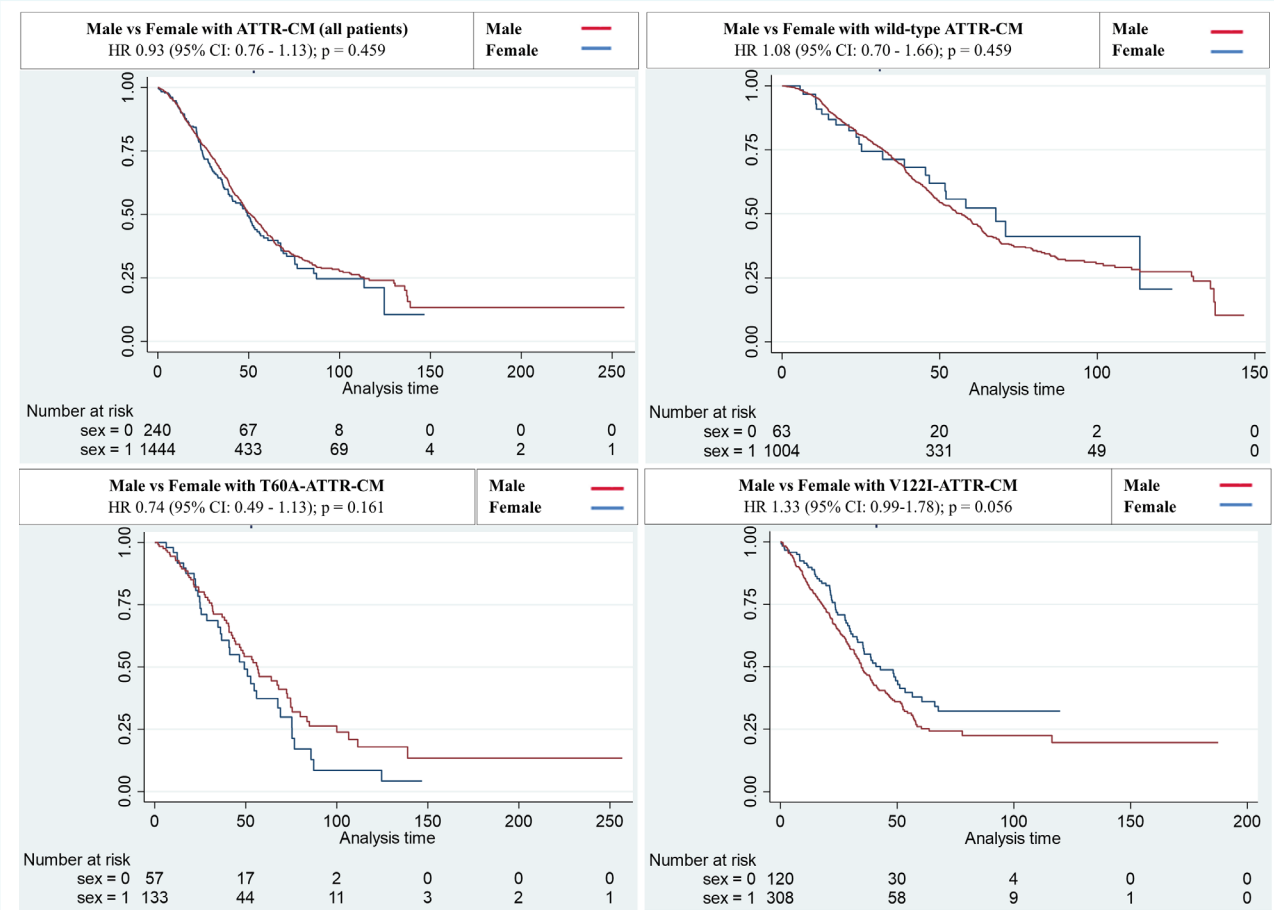 Male vs Female with ATTR-CM (all patients)
HR 0.93 (95% CI: 0.76 - 1.13); p = 0.459
Male
Female
1.00
0.75
0.50
0.25
0.00
0 50 100 150 200 250
Analysis time
Number at risk
sex = 0 240 67 8 0 0 0
sex = 1 1444 433 69 4 2 1
Male vs Female with wild-type ATTR-CM
HR 1.08 (95% CI: 0.70 - 1.66); p = 0.459
Male
Female
1.00
0.75
0.50
0.25
0.00
0 50 100 150
Analysis time
Number at risk
sex = 0 63 20 2 0
sex = 1 1004 331 49 0
Male vs Female with T60A-ATTR-CM
HR 0.74 (95% CI: 0.49 - 1.13); p = 0.161
Male
Female
1.00
0.75
0.50
0.25
0.00
0 50 100 150 200 250
Analysis time
Number at risk
sex = 0 57 17 2 0 0 0
sex = 1 133 44 11 3 2 1
Male vs Female with V122I-ATTR-CM
HR 1.33 (95% CI: 0.99-1.78); p = 0.056
Male
Female
1.00
0.75
0.50
0.25
0.00
0 50 100 150 200
Analysis time
Number at risk
sex = 0 120 30 4 0 0
sex = 1 308 58 9 1 0